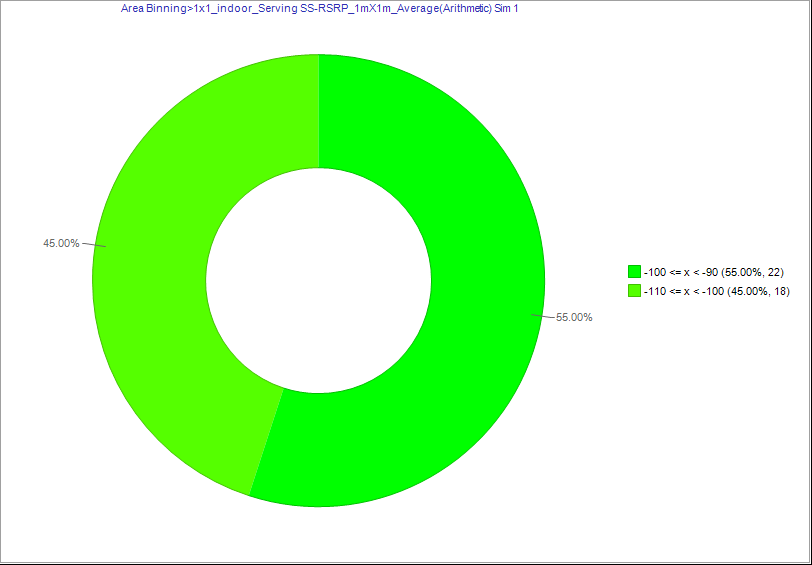 Area Binning>1x1_indoor_Serving SS-RSRP_1mX1m_Average(Arithmetic) Sim 1
45.00%
-100 <= x < -90 (55.00%, 22)
-110 <= x < -100 (45.00%, 18)
55.00%